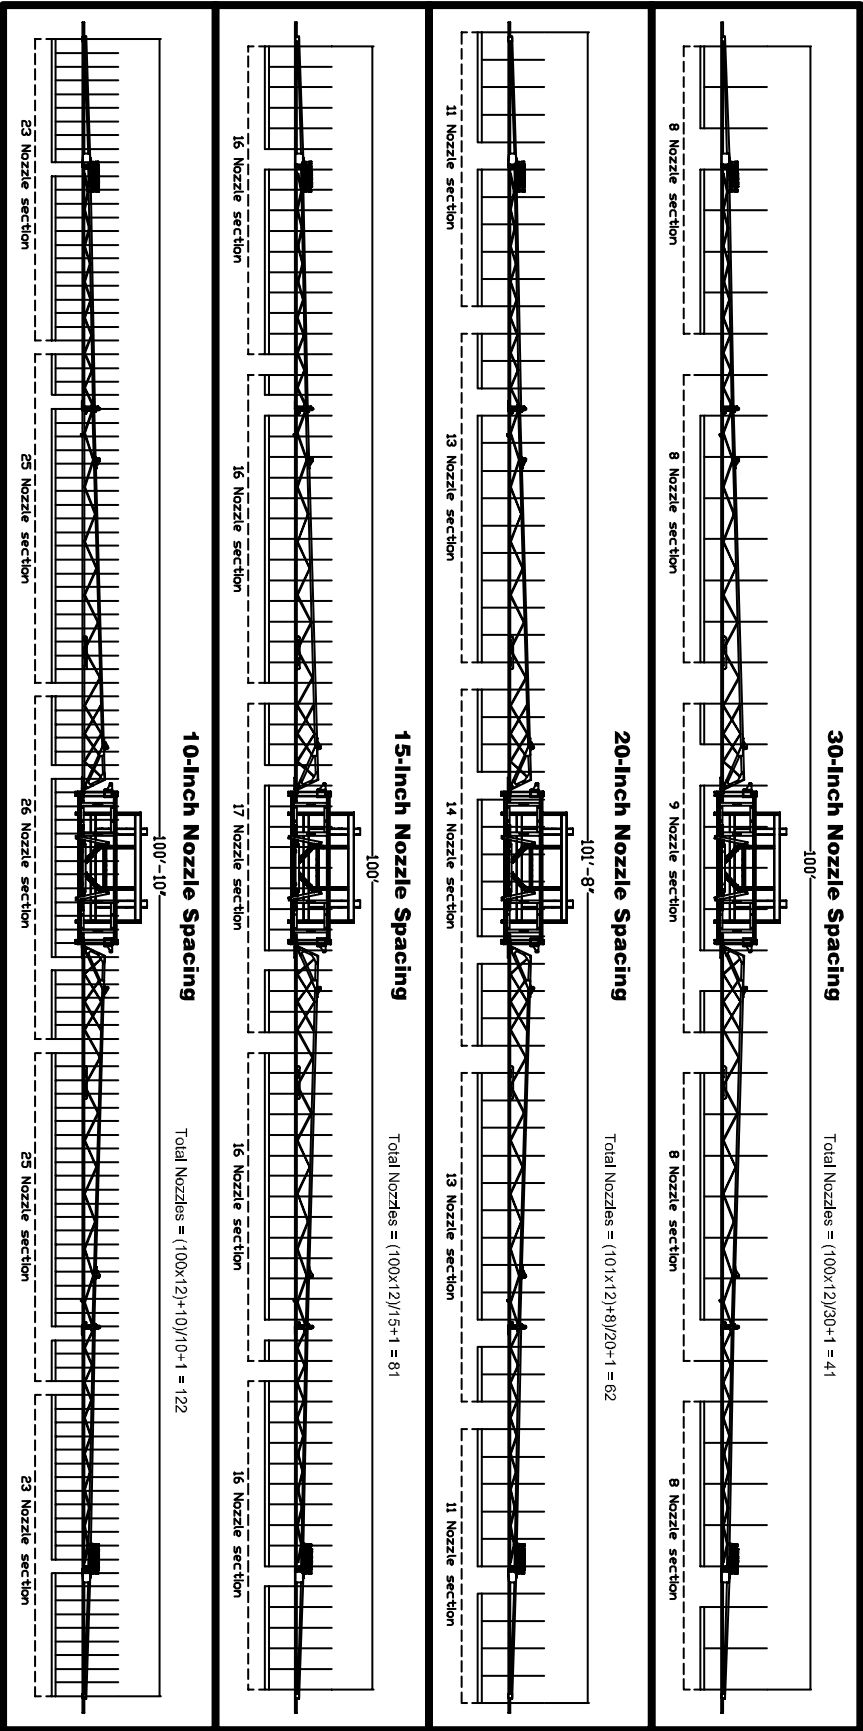 30-Inch Nozzle Spacing
Total Nozzles = (100x12)/30+1 = 41
100'
8 Nozzle section
8 Nozzle section
9 Nozzle section
8 Nozzle section
8 Nozzle section
20-Inch Nozzle Spacing
Total Nozzles = (101x12)+8)/20+1 = 62
101'-8"
11 Nozzle section
13 Nozzle section
14 Nozzle section
13 Nozzle section
11 Nozzle section
15-Inch Nozzle Spacing
Total Nozzles = (100x12)/15+1 = 81
100'
16 Nozzle section
16 Nozzle section
17 Nozzle section
16 Nozzle section
16 Nozzle section
10-Inch Nozzle Spacing
Total Nozzles = (100x12)+10)/10+1 = 122
100'-10"
23 Nozzle section
25 Nozzle section
26 Nozzle section
25 Nozzle section
23 Nozzle section